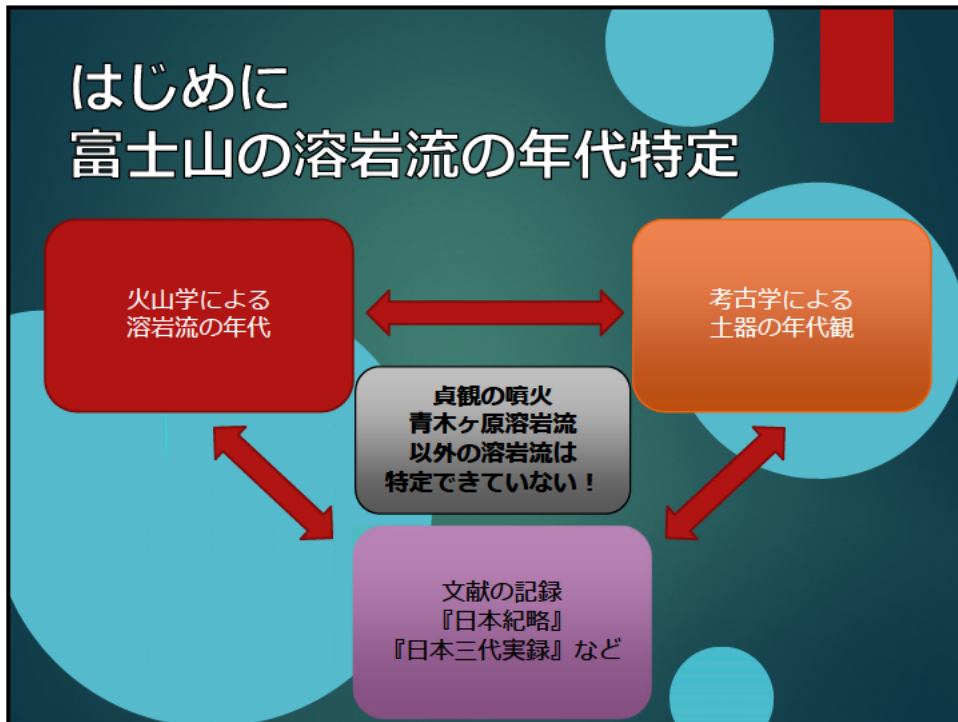 はじめに
富士山の溶岩流の年代特定
火山学による
溶岩流の年代
考古学による
土器の年代観
貞観の噴火
青木ヶ原溶岩流
以外の溶岩流は
特定できていない！
文献の記録
『日本紀略』
『日本三代実録』など